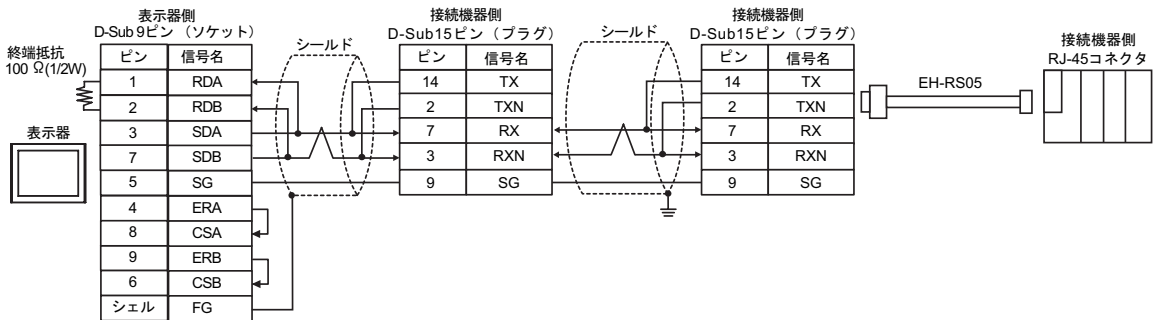 表示器側
D-Sub 9ピン （ソケット）
終端抵抗
100 Ω(1/2W)
表示器
ピン 信号名
1 RDA
2 RDB
3 SDA
7 SDB
5 SG
4 ERA
8 CSA
9 ERB
6 CSB
シェル FG
シールド
接続機器側
D-Sub15ピン （プラグ）
ピン 信号名
14 TX
2 TXN
7 RX
3 RXN
9 SG
シールド
接続機器側
D-Sub15ピン （プラグ）
ピン 信号名
14 TX
2 TXN
7 RX
3 RXN
9 SG
EH-RS05
接続機器側
RJ-45コネクタ